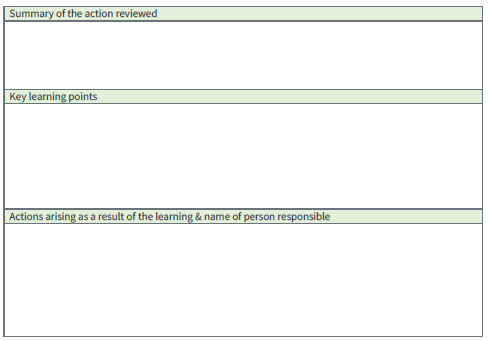 Summary of the action reviewed
Key learning points
Actions arising as a result of the learning & name of person responsible